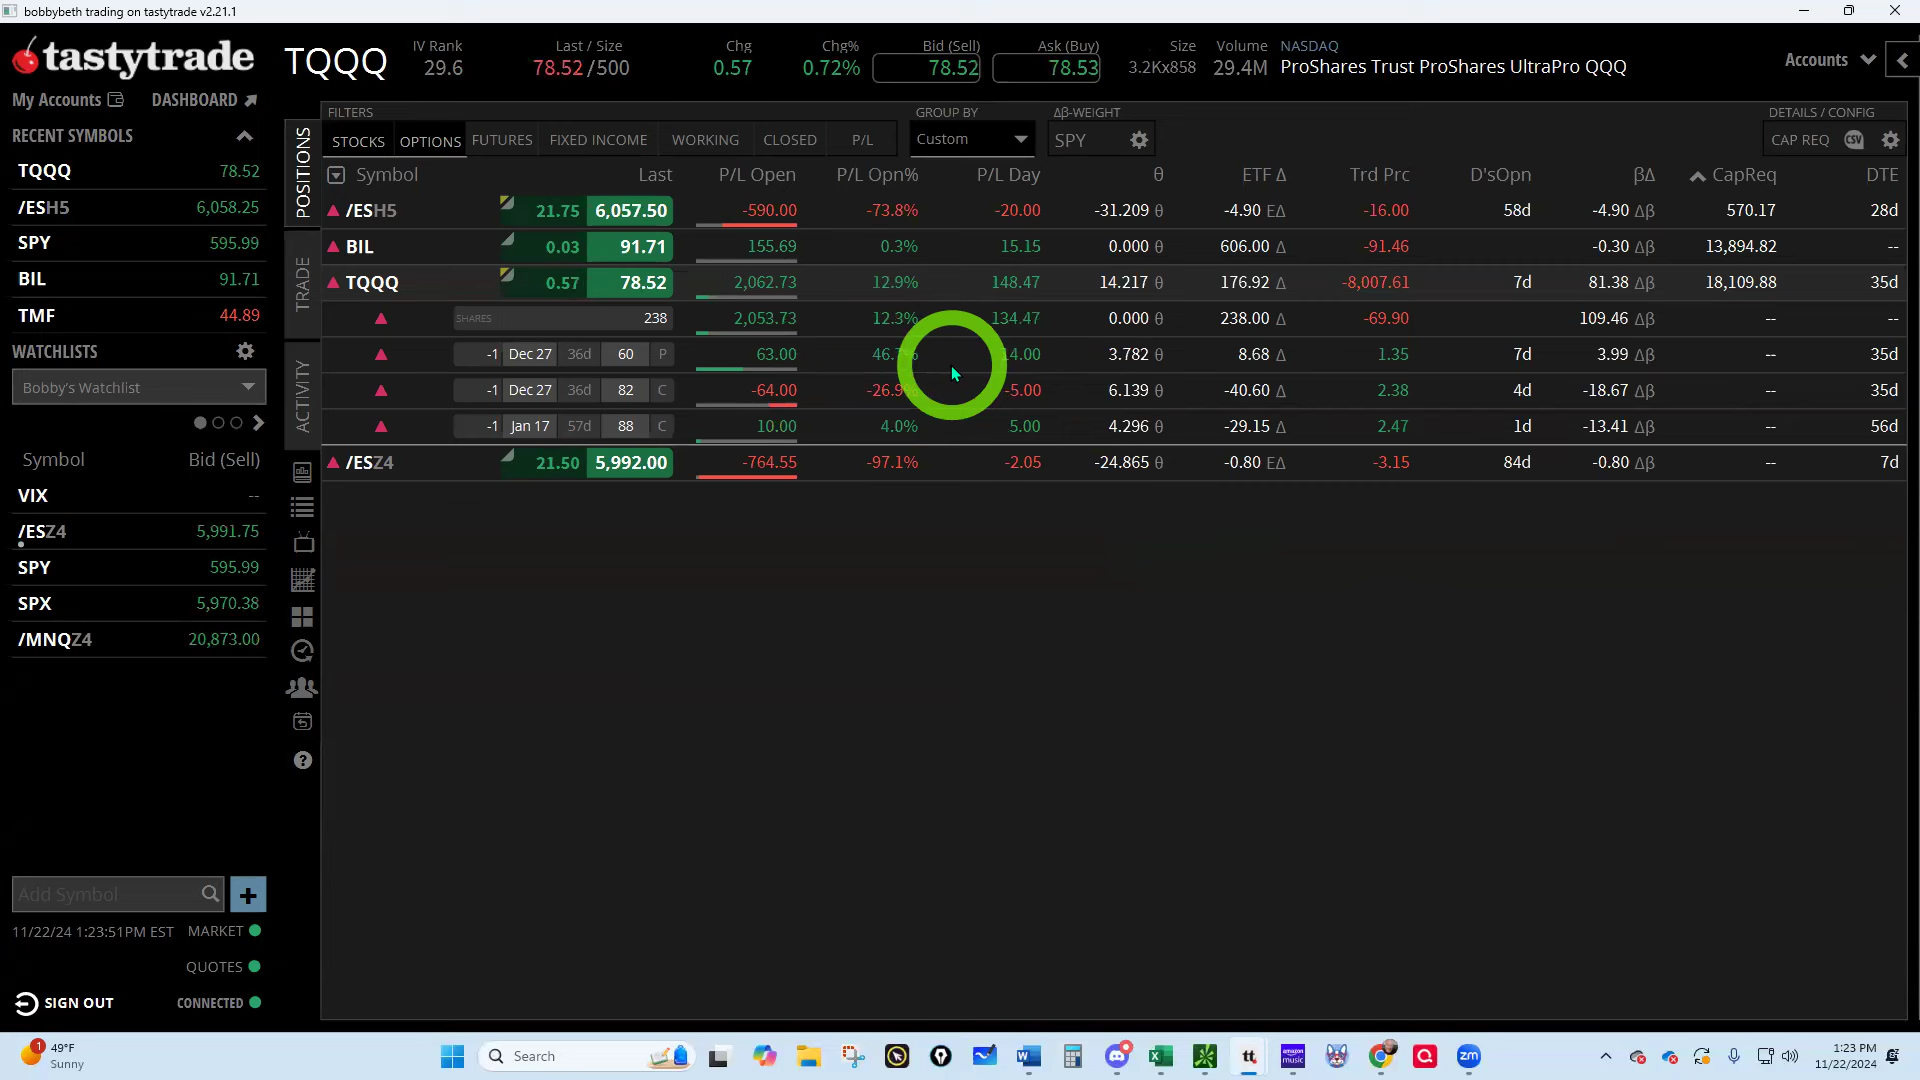 bobbybeth trading on tastytrade v2.21.1
tastytrade
My Accounts DASHBOARD
TQQQ
IV Rank Last / Size Chg Chg% Bid (Sell) Ask (Buy) Size Volume NASDAQ
29.6 78.52/500 0.57 0.72% 78.52 78.53 3.2Kx858 29.4M ProShares Trust ProShares UltraPro QQQ
Accounts
RECENT SYMBOLS
TQQQ 78.52
/ESH5 6,058.25
SPY 595.99
BIL 91.71
TMF 44.89
WATCHLISTS
Bobby's Watchlist
Symbol Bid (Sell)
VIX --
/ESZ4 5,991.75
SPY 595.99
SPX 5,970.38
/MNQZ4 20,873.00
Add Symbol
11/22/24 1:23:51PM EST MARKET
QUOTES
SIGN OUT CONNECTED
POSITIONS
TRADE
ACTIVITY
FILTERS GROUP BY Δβ-WEIGHT DETAILS / CONFIG
STOCKS OPTIONS FUTURES FIXED INCOME WORKING CLOSED P/L Custom SPY CAP REQ CSV
Symbol Last P/L Open P/L Opn% P/L Day θ ETF Δ Trd Prc D'sOpn βΔ CapReq DTE
/ESH5 21.75 6,057.50 -590.00 -73.8% -20.00 -31.209 θ -4.90 EΔ -16.00 58d -4.90 Δβ 570.17 28d
BIL 0.03 91.71 155.69 0.3% 15.15 0.000 θ 606.00 Δ -91.46 -0.30 Δβ 13,894.82 --
TQQQ 0.57 78.52 2,062.73 12.9% 148.47 14.217 θ 176.92 Δ -8,007.61 7d 81.38 Δβ 18,109.88 35d
SHARES 238 2,053.73 12.3% 134.47 0.000 θ 238.00 Δ -69.90 109.46 Δβ -- --
-1 Dec 27 36d 60 P 63.00 14.00 3.782 θ 8.68 Δ 1.35 7d 3.99 Δβ -- 35d
-1 Dec 27 36d 82 C -64.00 -26.9% -5.00 6.139 θ -40.60 Δ 2.38 4d -18.67 Δβ -- 35d
-1 Jan 17 57d 88 C 10.00 4.0% 5.00 4.296 θ -29.15 Δ 2.47 1d -13.41 Δβ -- 56d
/ESZ4 21.50 5,992.00 -764.55 -97.1% -2.05 -24.865 θ -0.80 EΔ -3.15 84d -0.80 Δβ -- 7d
1 49°F
Sunny
Search
tt
amazon music
zm
1:23 PM
11/22/2024